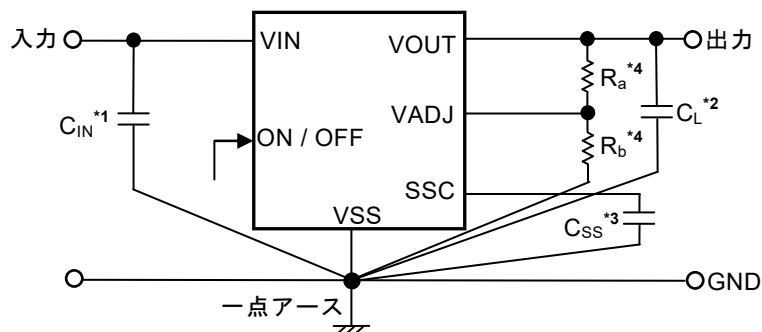 入力
VIN
VOUT
出力
Ra*4
CIN*1
VADJ
CL*2
ON / OFF
Rb*4
SSC
VSS
CSS*3
GND
一点アース